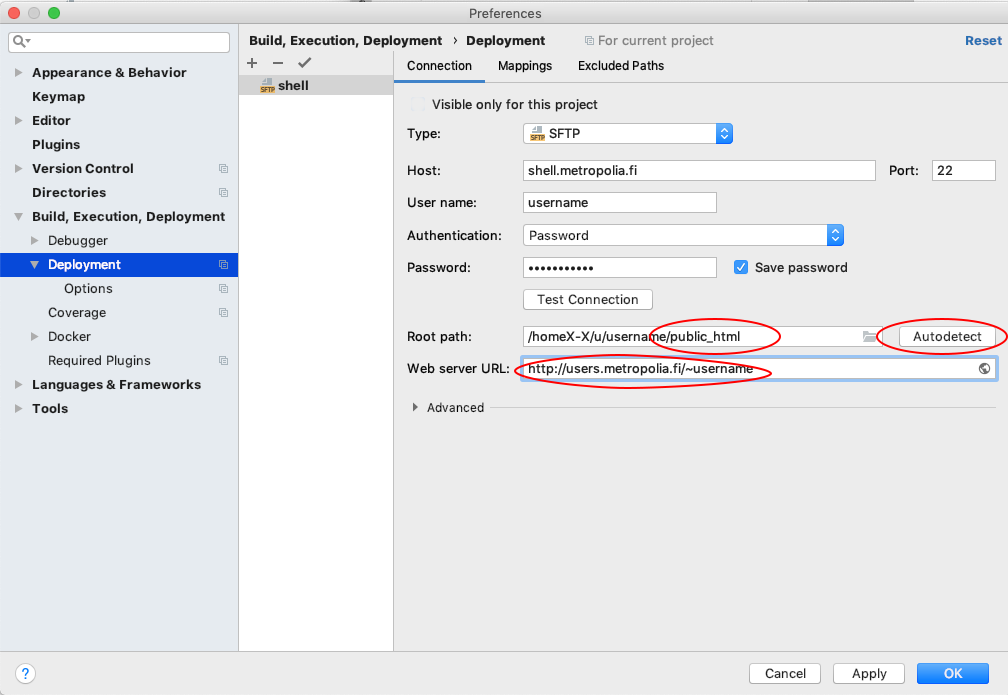 Preferences
Build, Execution, Deployment › Deployment For current project Reset
Appearance & Behavior
Keymap
Editor
Plugins
Version Control
Directories
Build, Execution, Deployment
Debugger
Deployment
Options
Coverage
Docker
Required Plugins
Languages & Frameworks
Tools
SFTP shell
Connection Mappings Excluded Paths
Visible only for this project
Type: SFTP SFTP
Host: shell.metropolia.fi Port: 22
User name: username
Authentication: Password
Password: ••••••••••• Save password
Test Connection
Root path: /homeX-X/u/username/public_html Autodetect
Web server URL: http://users.metropolia.fi/~username
Advanced
? Cancel Apply OK